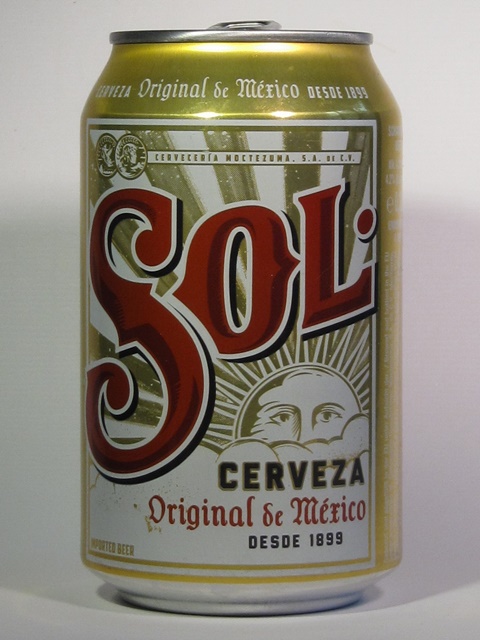 CERVEZA Original de México DESDE 1899
CERVECERÍA MOCTEZUMA, S.A. DE C.V.
SOL
CERVEZA
Original de México
DESDE 1899
IMPORTED BEER